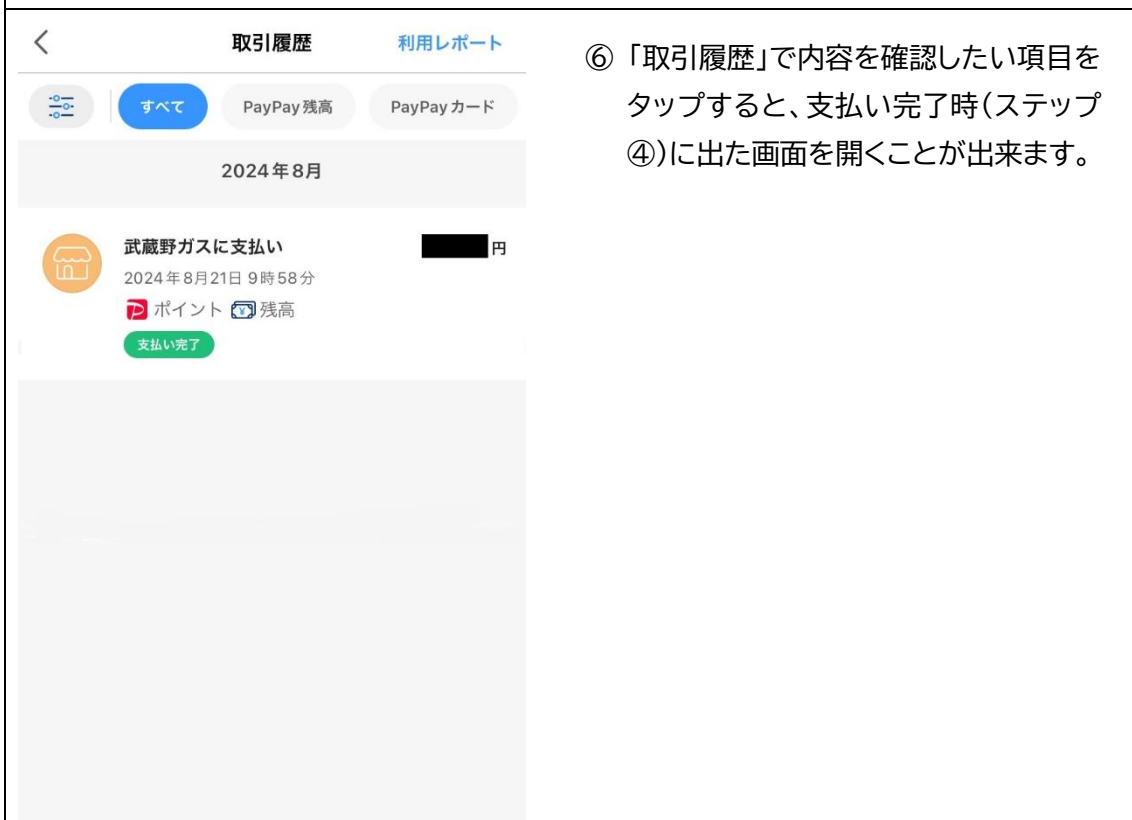 取引履歴
利用レポート
すべて
PayPay残高
PayPayカード
2024年8月
武蔵野ガスに支払い
円
2024年8月21日 9時58分
P ポイント ¥ 残高
支払い完了
⑥「取引履歴」で内容を確認したい項目を
タップすると、支払い完了時(ステップ
④)に出た画面を開くことが出来ます。